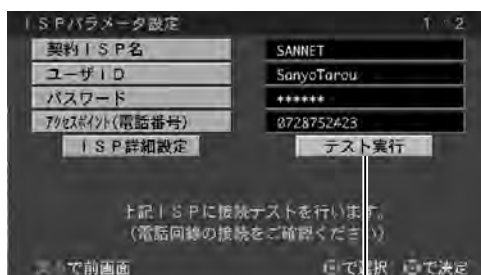 ISPパラメータ設定 1/2
契約ISP名 SANNET
ユーザID SanyoTarou
パスワード ******
アクセスポイント(電話番号) 0728752423
ISP詳細設定 テスト実行
上記ISPに接続テストを行います。
(電話回線の接続をご確認ください)
で前画面 で選択 で決定